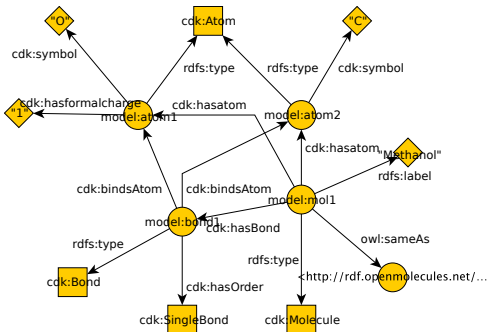 "O"
cdk:Atom
"C"
cdk:symbol
rdfs:type
rdfs:type
cdk:symbol
"1"
cdk:hasformalcharge
cdk:hasatom
model:atom1
model:atom2
cdk:hasatom
"Methanol"
rdfs:label
cdk:bindsAtom
cdk:bindsAtom
model:mol1
model:bond1
cdk:hasBond
rdfs:type
rdfs:type
owl:sameAs
cdk:Bond
cdk:hasOrder
<http://rdf.openmolecules.net/...
cdk:SingleBond
cdk:Molecule